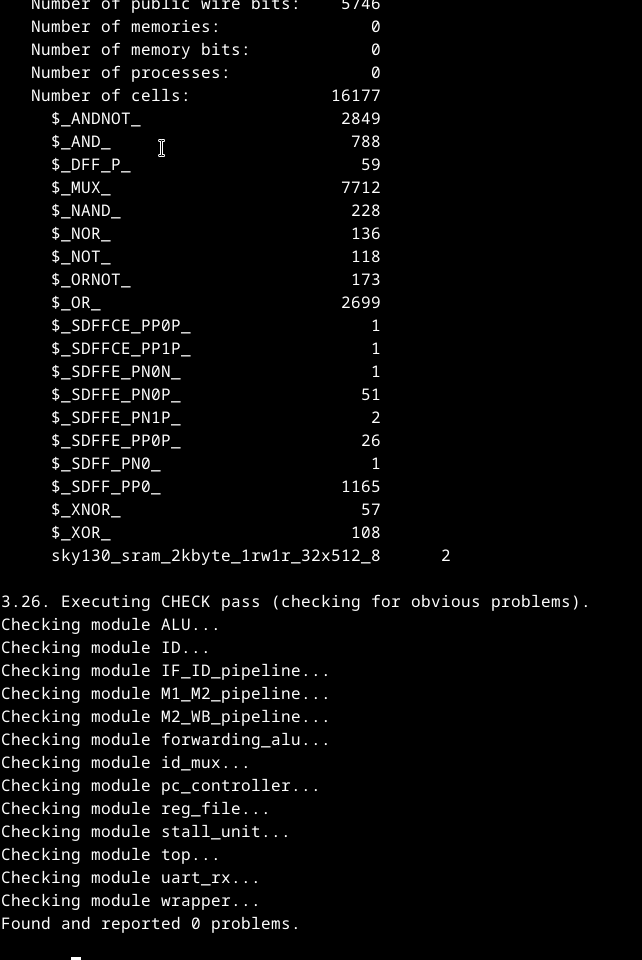 Number of public wire bits: 5746
Number of memories: 0
Number of memory bits: 0
Number of processes: 0
Number of cells: 16177
$_ANDNOT_ 2849
$_AND_ 788
$_DFF_P_ 59
$_MUX_ 7712
$_NAND_ 228
$_NOR_ 136
$_NOT_ 118
$_ORNOT_ 173
$_OR_ 2699
$_SDFFCE_PP0P_ 1
$_SDFFCE_PP1P_ 1
$_SDFFE_PN0N_ 1
$_SDFFE_PN0P_ 51
$_SDFFE_PN1P_ 2
$_SDFFE_PP0P_ 26
$_SDFF_PN0_ 1
$_SDFF_PP0_ 1165
$_XNOR_ 57
$_XOR_ 108
sky130_sram_2kbyte_1rw1r_32x512_8 2
3.26. Executing CHECK pass (checking for obvious problems).
Checking module ALU...
Checking module ID...
Checking module IF_ID_pipeline...
Checking module M1_M2_pipeline...
Checking module M2_WB_pipeline...
Checking module forwarding_alu...
Checking module id_mux...
Checking module pc_controller...
Checking module reg_file...
Checking module stall_unit...
Checking module top...
Checking module uart_rx...
Checking module wrapper...
Found and reported 0 problems.